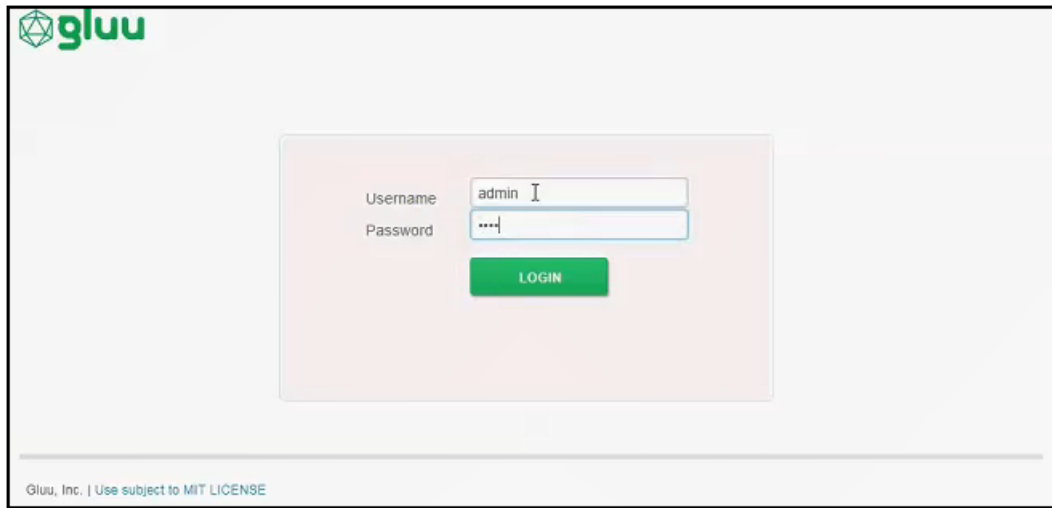 gluu
Username admin
Password ••••
LOGIN
Gluu, Inc. | Use subject to MIT LICENSE